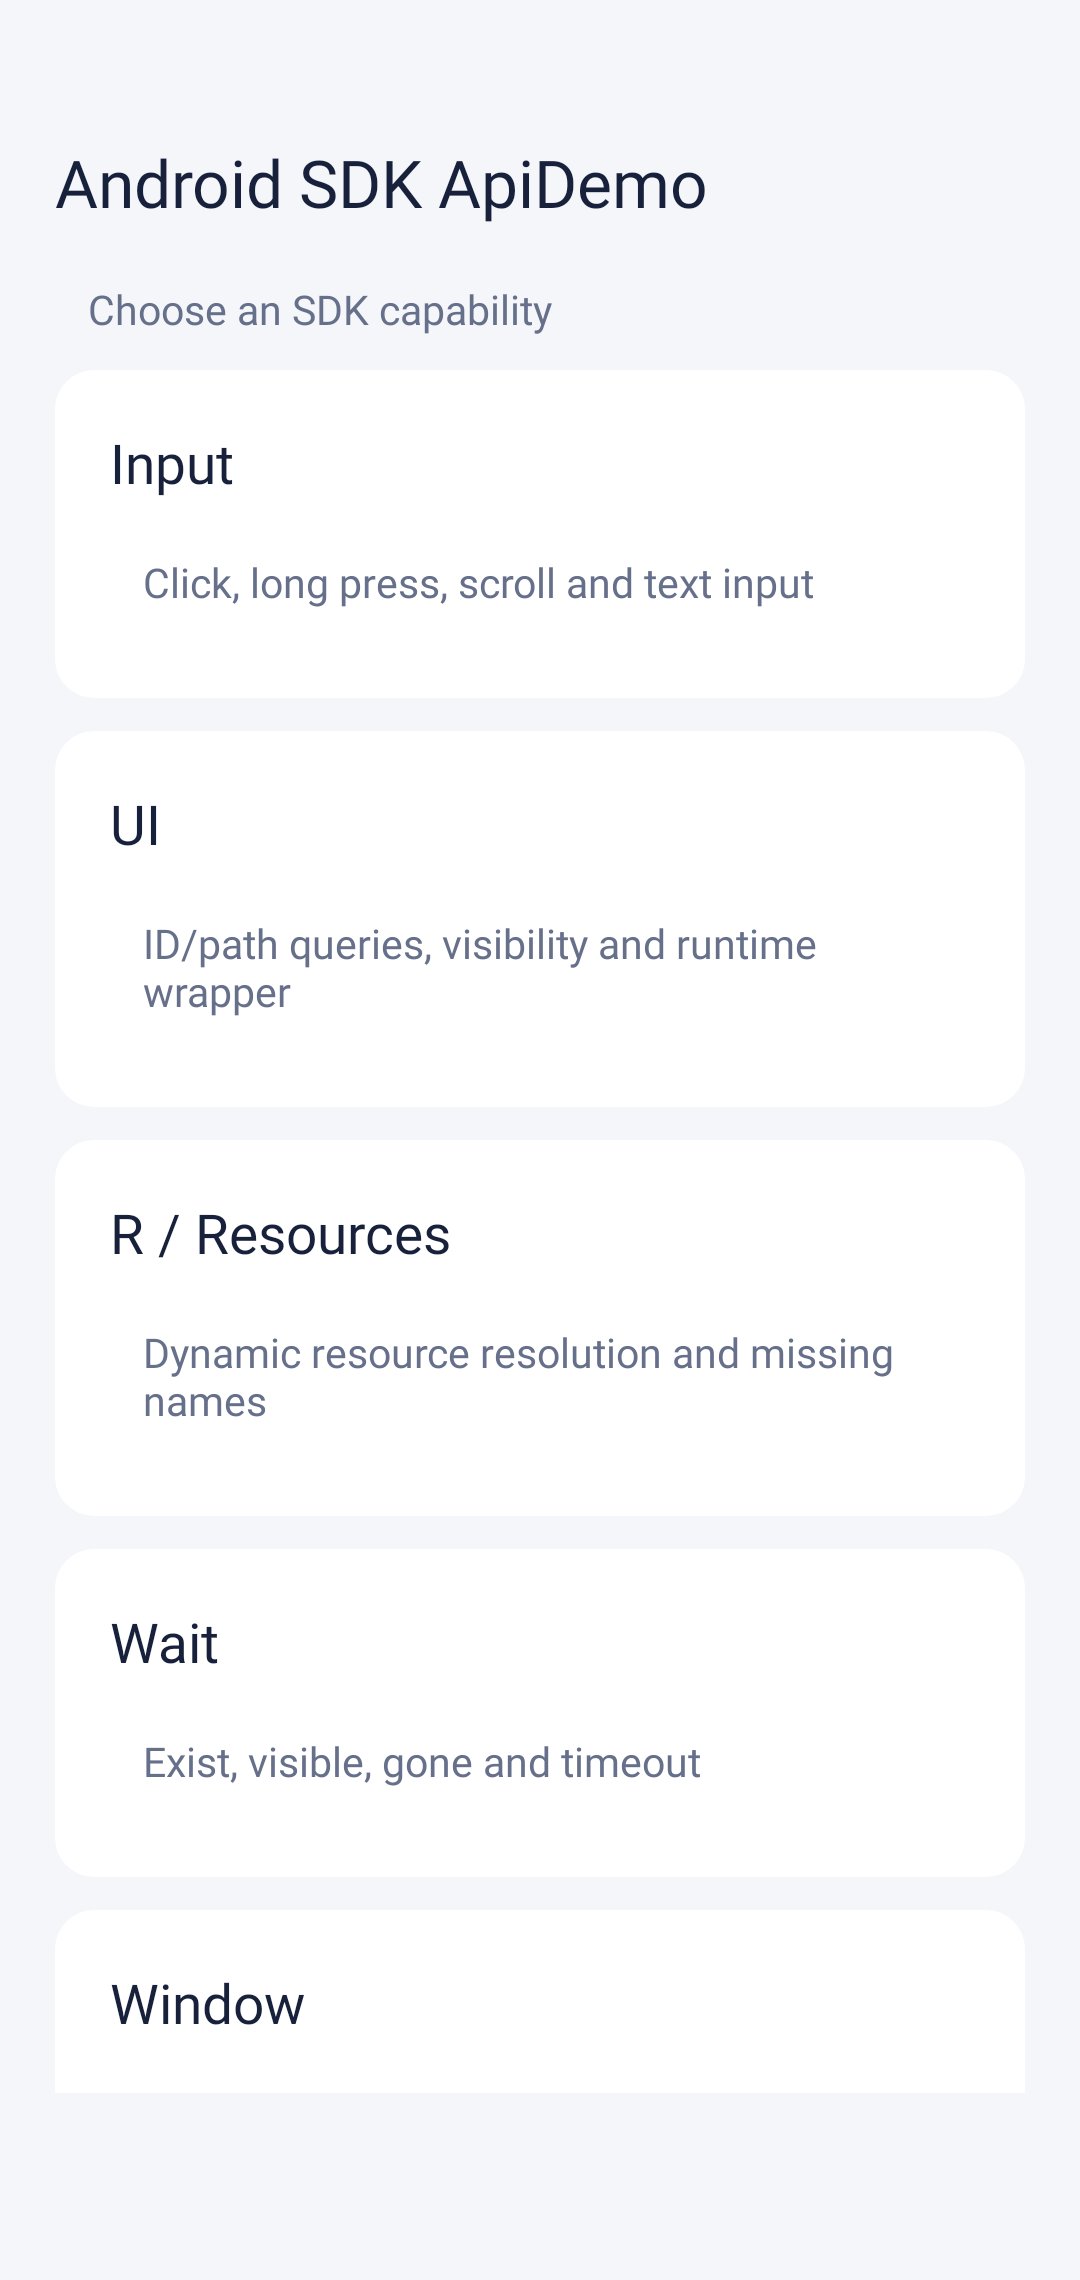 Android SDK ApiDemo
Choose an SDK capability
Input
Click, long press, scroll and text input
UI
ID/path queries, visibility and runtime
wrapper
R / Resources
Dynamic resource resolution and missing
names
Wait
Exist, visible, gone and timeout
Window